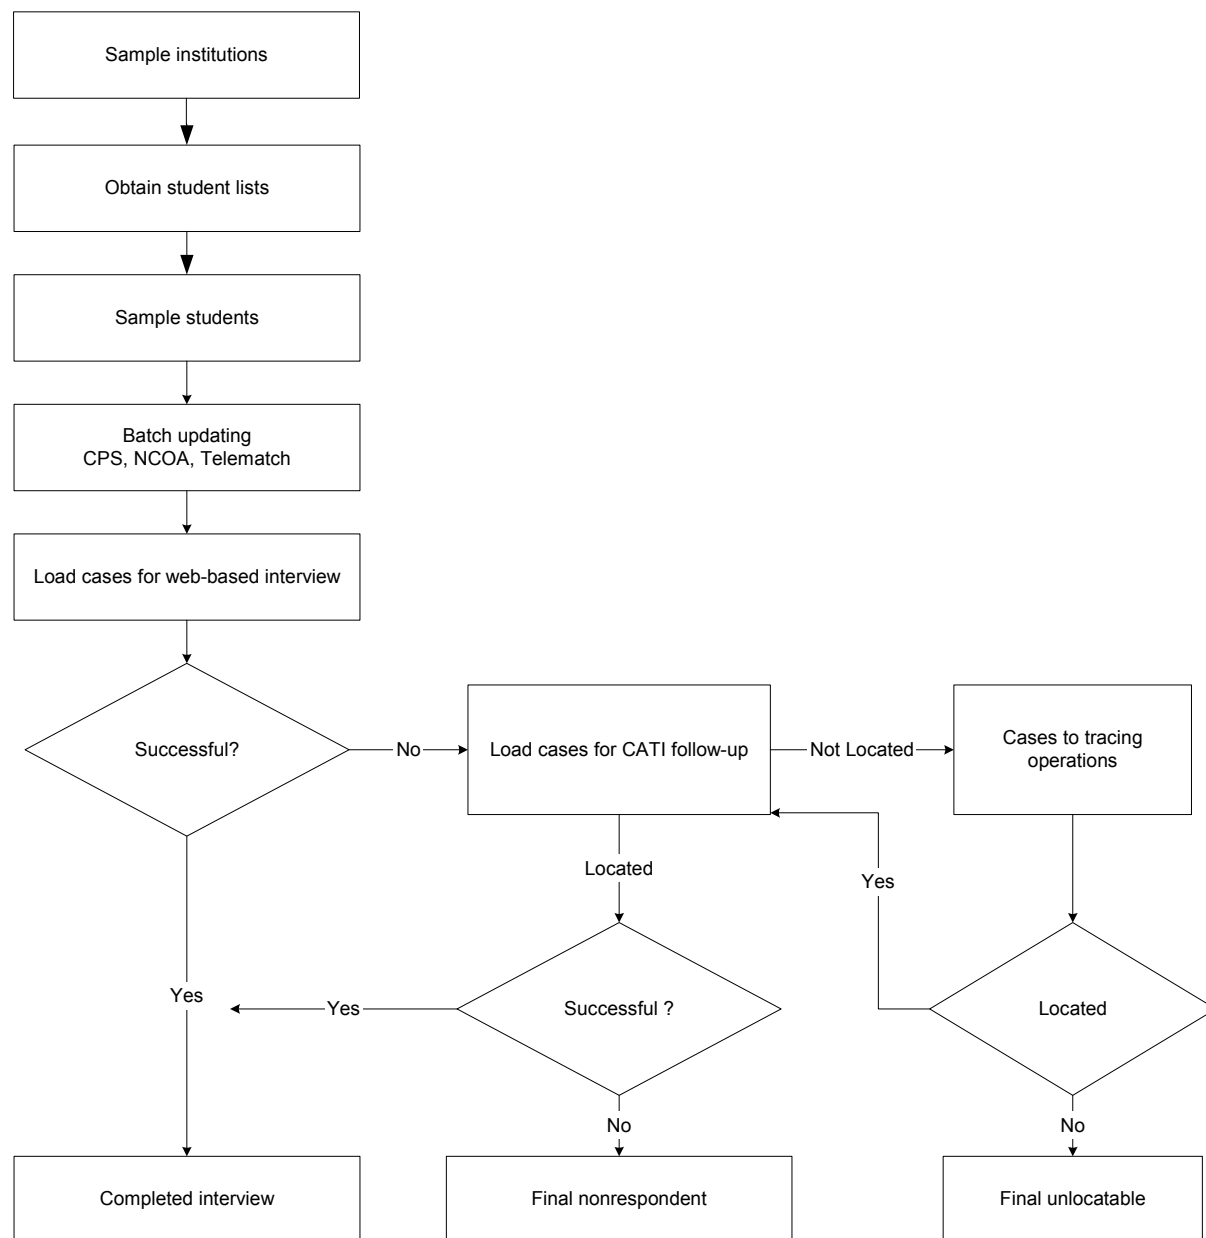 Sample institutions
Obtain student lists
Sample students
Batch updating
CPS, NCOA, Telematch
Load cases for web-based interview
Successful?
No
Load cases for CATI follow-up
Not Located
Cases to tracing
operations
Located
Yes
Yes
Yes
Successful ?
Located
No
No
Completed interview
Final nonrespondent
Final unlocatable